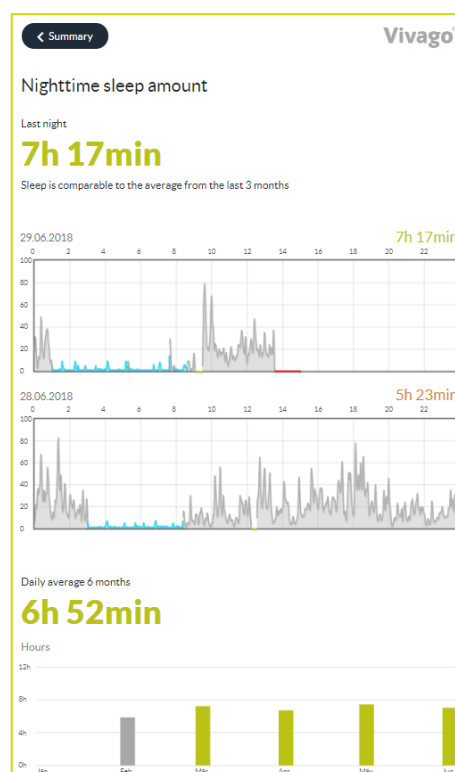 Summary
Vivago
Nighttime sleep amount
Last night
7h 17min
Sleep is comparable to the average from the last 3 months
29.06.2018 7h 17min
0 2 4 6 8 10 12 14 16 18 20 22
100
80
60
40
20
0
28.06.2018 5h 23min
0 2 4 6 8 10 12 14 16 18 20 22
100
80
60
40
20
0
Daily average 6 months
6h 52min
Hours
12h
8h
4h
0h
Feb Apr